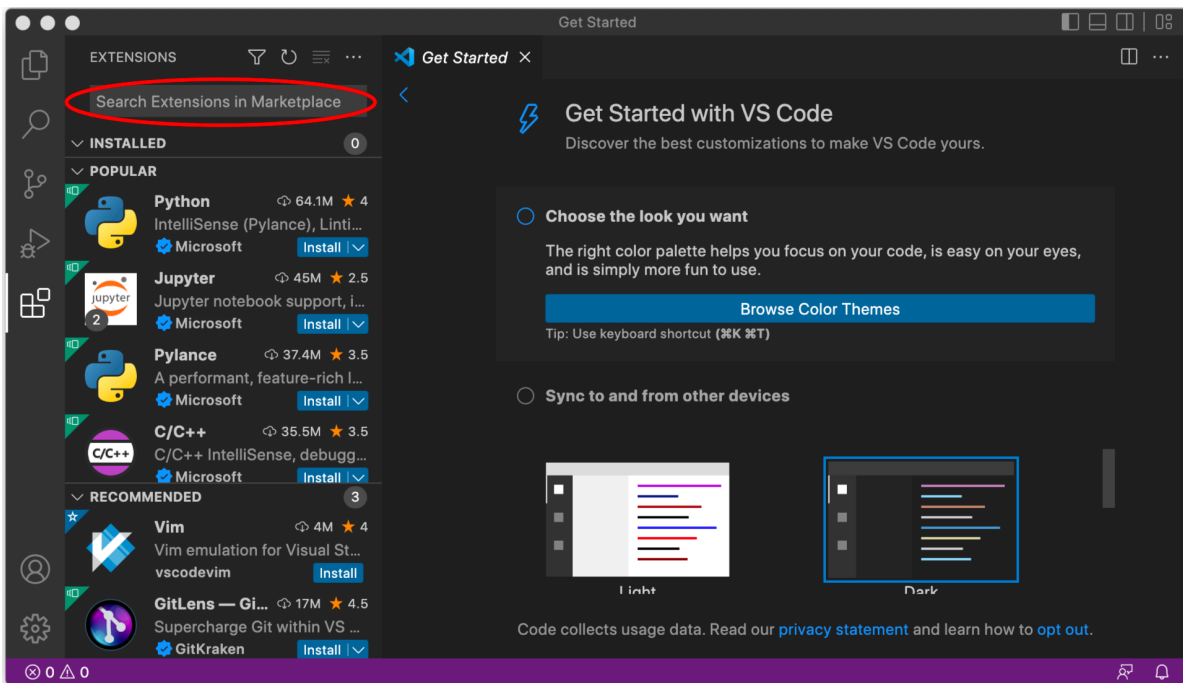 Get Started
EXTENSIONS
Search Extensions in Marketplace
INSTALLED 0
POPULAR
Python 64.1M ★ 4
IntelliSense (Pylance), Linti...
Microsoft Install
Jupyter 45M ★ 2.5
jupyter
2
Jupyter notebook support, i...
Microsoft Install
Pylance 37.4M ★ 3.5
A performant, feature-rich l...
Microsoft Install
C/C++ 35.5M ★ 3.5
C/C++
C/C++ IntelliSense, debugg...
Microsoft Install
RECOMMENDED 3
Vim 4M ★ 4
Vim emulation for Visual St...
vscodevim Install
GitLens — Gi... 17M ★ 4.5
Supercharge Git within VS ...
GitKraken Install
Get Started
Get Started with VS Code
Discover the best customizations to make VS Code yours.
Choose the look you want
The right color palette helps you focus on your code, is easy on your eyes,
and is simply more fun to use.
Browse Color Themes
Tip: Use keyboard shortcut (⌘K ⌘T)
Sync to and from other devices
Light Dark
Code collects usage data. Read our privacy statement and learn how to opt out.
0 0